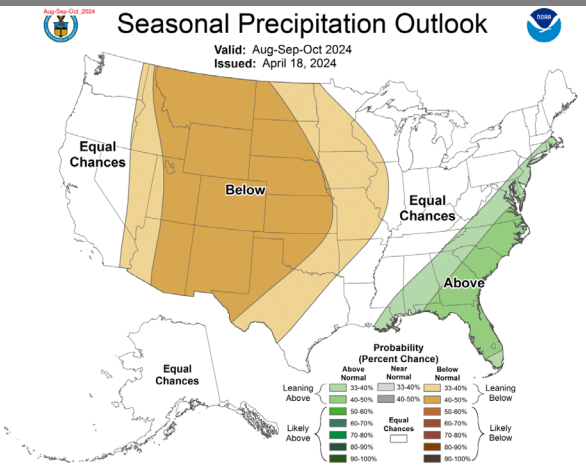 Aug-Sep-Oct 2024
Seasonal Precipitation Outlook
NOAA
Valid: Aug-Sep-Oct 2024
Issued: April 18, 2024
Equal
Chances
Below
Equal
Chances
Above
Equal
Chances
Probability
(Percent Chance)
Above
Normal
Near
Normal
Below
Normal
Leaning
Above
33-40%
40-50%
33-40%
40-50%
33-40%
40-50%
Leaning
Below
Likely
Above
50-60%
60-70%
70-80%
80-90%
90-100%
Equal
Chances
50-60%
60-70%
70-80%
80-90%
90-100%
Likely
Below